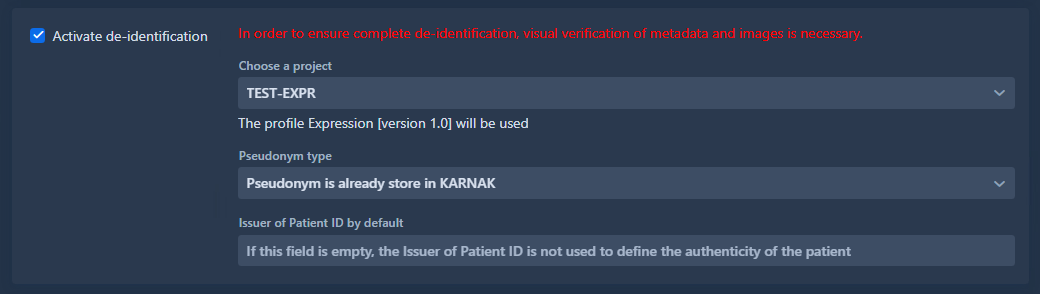 Activate de-identification
In order to ensure complete de-identification, visual verification of metadata and images is necessary.
Choose a project
TEST-EXPR
The profile Expression [version 1.0] will be used
Pseudonym type
Pseudonym is already store in KARNAK
Issuer of Patient ID by default
If this field is empty, the Issuer of Patient ID is not used to define the authenticity of the patient